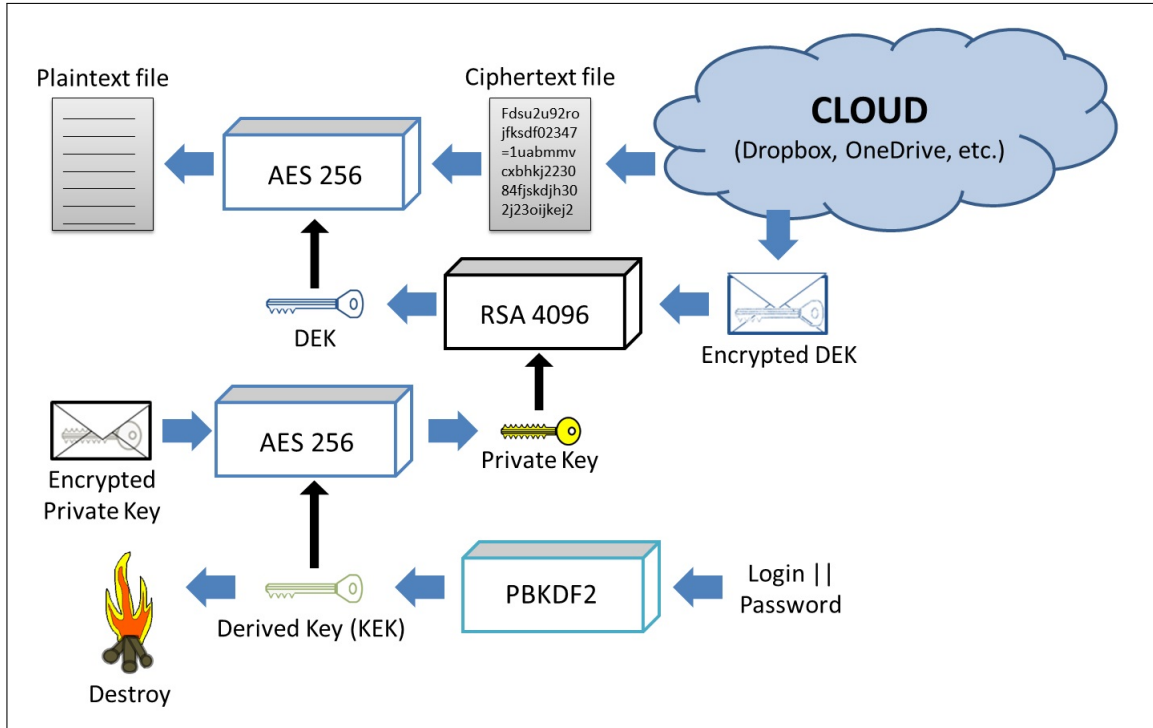 Plaintext file
Ciphertext file
Fdsu2u92ro
jfksdf02347
=1uabmmv
cxbhkj2230
84fjskdjh30
2j23oijkej2
CLOUD
(Dropbox, OneDrive, etc.)
AES 256
DEK
RSA 4096
Encrypted DEK
Encrypted
Private Key
AES 256
Private Key
Destroy
Derived Key (KEK)
PBKDF2
Login ||
Password